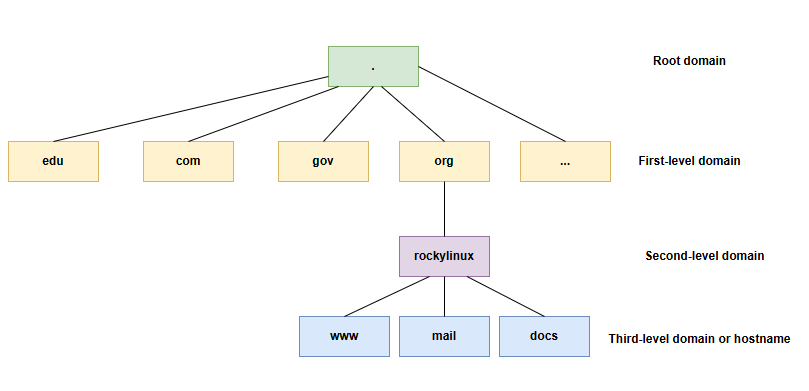 .
Root domain
edu
com
gov
org
...
First-level domain
rockylinux
Second-level domain
www
mail
docs
Third-level domain or hostname